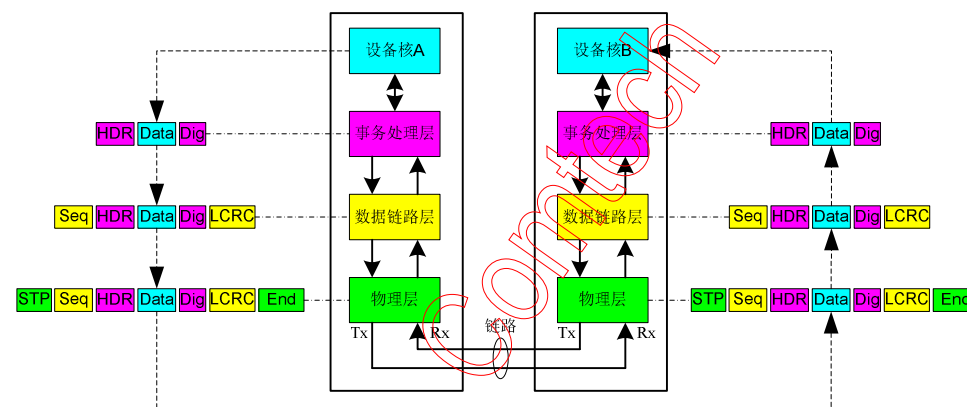 设备核A 设备核B
HDR Data Dig 事务处理层 事务处理层 HDR Data Dig
Seq HDR Data Dig LCRC 数据链路层 数据链路层 Seq HDR Data Dig LCRC
STP Seq HDR Data Dig LCRC End 物理层 物理层 STP Seq HDR Data Dig LCRC End
Tx Rx 链路 Tx Rx
Comtech